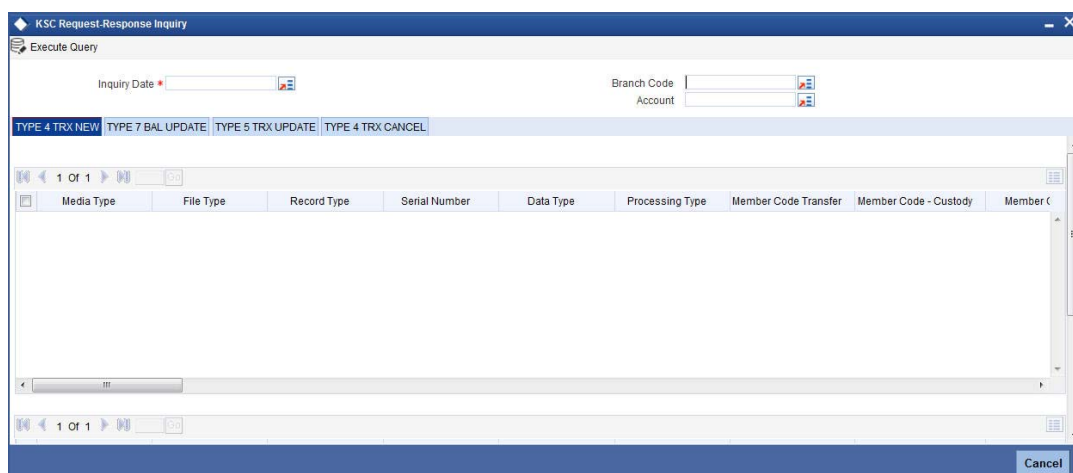 KSC Request-Response Inquiry
Execute Query
Inquiry Date * Branch Code
Account
TYPE 4 TRX NEW TYPE 7 BAL UPDATE TYPE 5 TRX UPDATE TYPE 4 TRX CANCEL
1 Of 1 Go
Media Type File Type Record Type Serial Number Data Type Processing Type Member Code Transfer Member Code - Custody Member C
1 Of 1 Go
Cancel